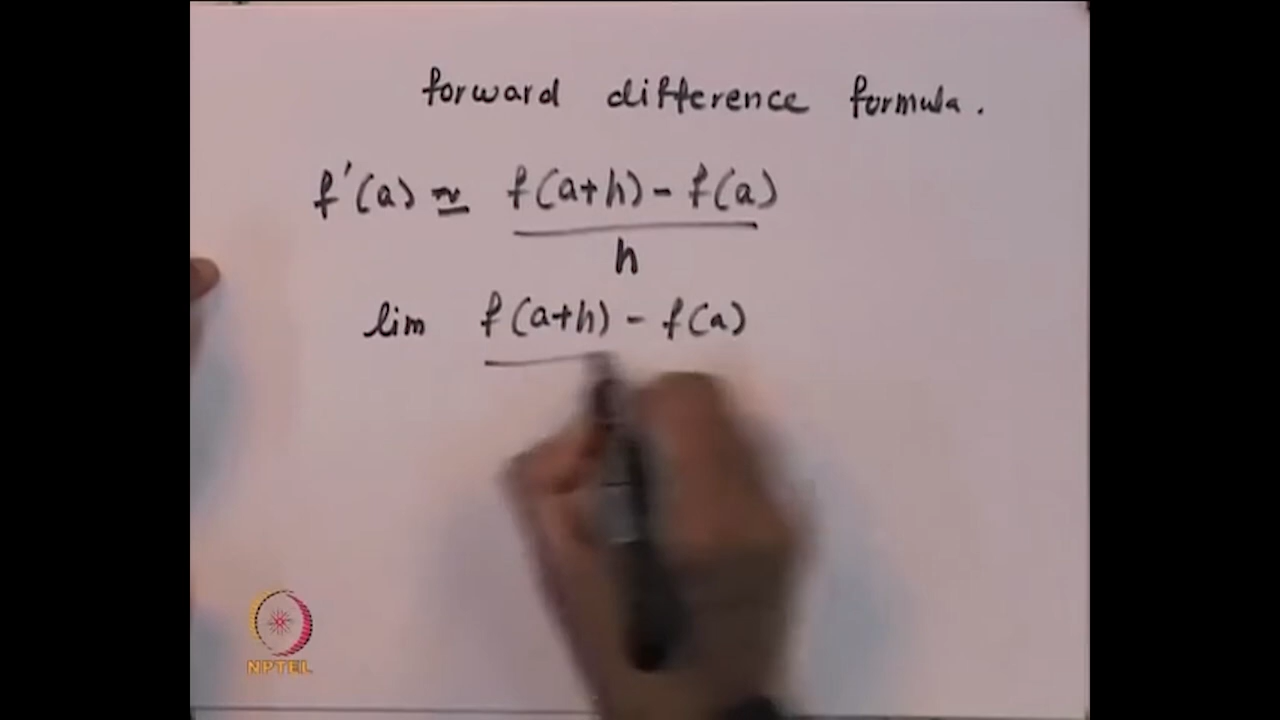 forward difference formula.
f'(a) ≃ f(a+h) - f(a)
h
lim f(a+h) - f(a)
NPTEL